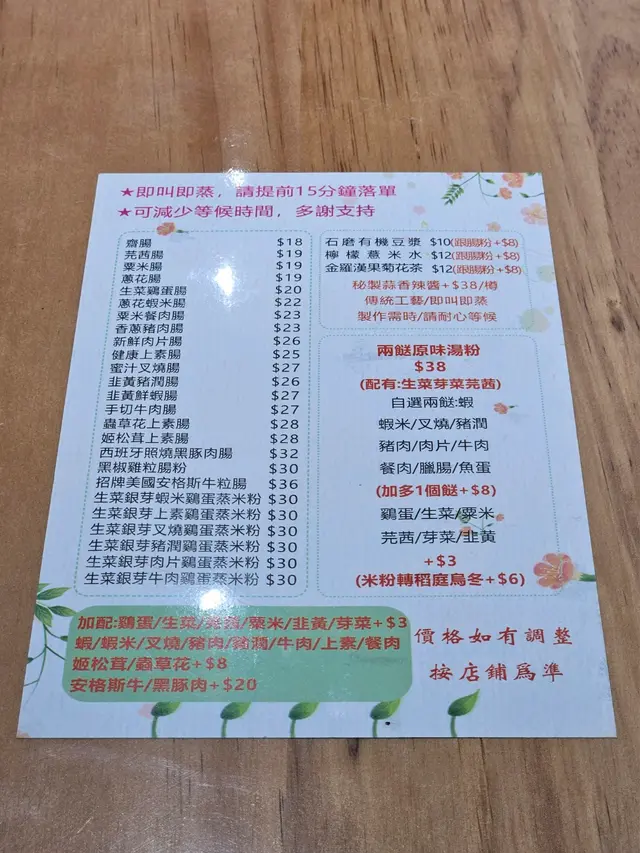 ★即叫即蒸，請提前15分鐘落單
★可減少等候時間，多謝支持
齋腸 $18
芫茜腸 $19
粟米腸 $19
蔥花腸 $19
生菜鷄蛋腸 $20
蔥花蝦米腸 $22
粟米餐肉腸 $23
香蔥豬肉腸 $23
新鮮肉片腸 $26
健康上素腸 $25
蜜汁叉燒腸 $27
韭黃豬潤腸 $26
韭黃鮮蝦腸 $27
手切牛肉腸 $27
蟲草花上素腸 $28
姬松茸上素腸 $28
西班牙照燒黑豚肉腸 $32
黑椒雞粒腸粉 $30
招牌美國安格斯牛粒腸 $36
生菜銀芽蝦米鷄蛋蒸米粉 $30
生菜銀芽上素鷄蛋蒸米粉 $30
生菜銀芽叉燒鷄蛋蒸米粉 $30
生菜銀芽豬潤鷄蛋蒸米粉 $30
生菜銀芽肉片鷄蛋蒸米粉 $30
生菜銀芽牛肉鷄蛋蒸米粉 $30
石磨有機豆漿 $10(跟腸粉+$8)
檸檬薏米水 $12(跟腸粉+$8)
金羅漢果菊花茶 $12(跟腸粉+$8)
秘製蒜香辣醬+$38/樽
傳統工藝/即叫即蒸
製作需時/請耐心等候
兩餸原味湯粉
$38
(配有:生菜芽菜芫茜)
自選兩餸:蝦
蝦米/叉燒/豬潤
豬肉/肉片/牛肉
餐肉/臘腸/魚蛋
(加多1個餸+$8)
鷄蛋/生菜/粟米
芫茜/芽菜/韭黃
+$3
(米粉轉稻庭烏冬+$6)
加配:鷄蛋/生菜/芫茜/粟米/韭黃/芽菜+$3
蝦/蝦米/叉燒/豬肉/豬潤/牛肉/上素/餐肉
姬松茸/蟲草花+$8
安格斯牛/黑豚肉+$20
價格如有調整
按店鋪爲準